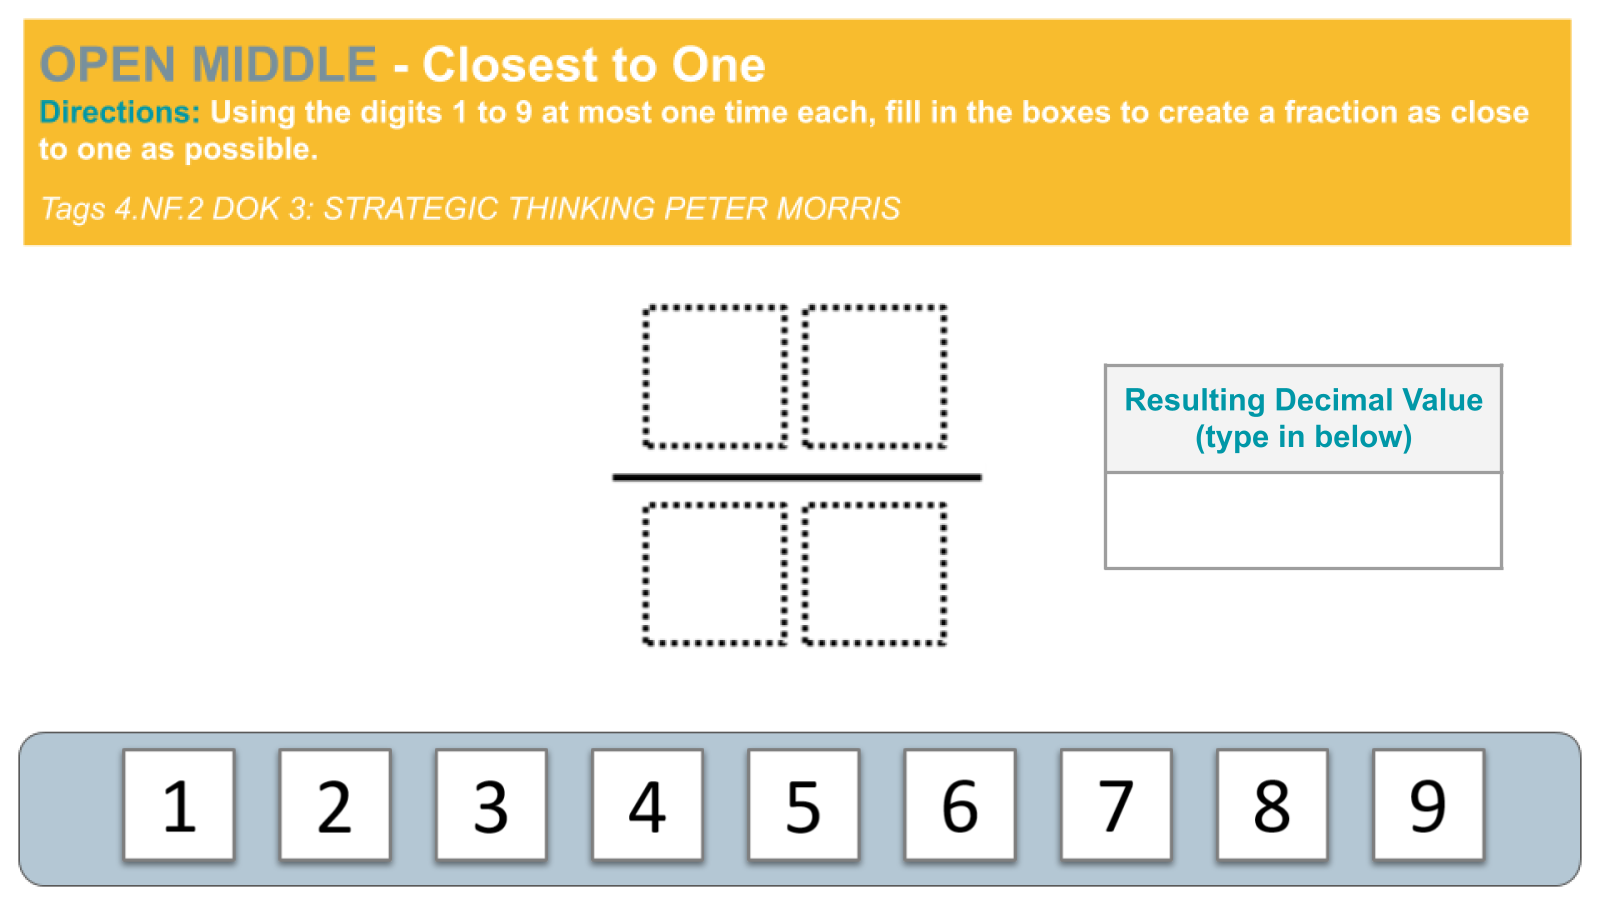 OPEN MIDDLE - Closest to One
Directions: Using the digits 1 to 9 at most one time each, fill in the boxes to create a fraction as close
to one as possible.
Tags 4.NF.2 DOK 3: STRATEGIC THINKING PETER MORRIS
Resulting Decimal Value
(type in below)
1 2 3 4 5 6 7 8 9